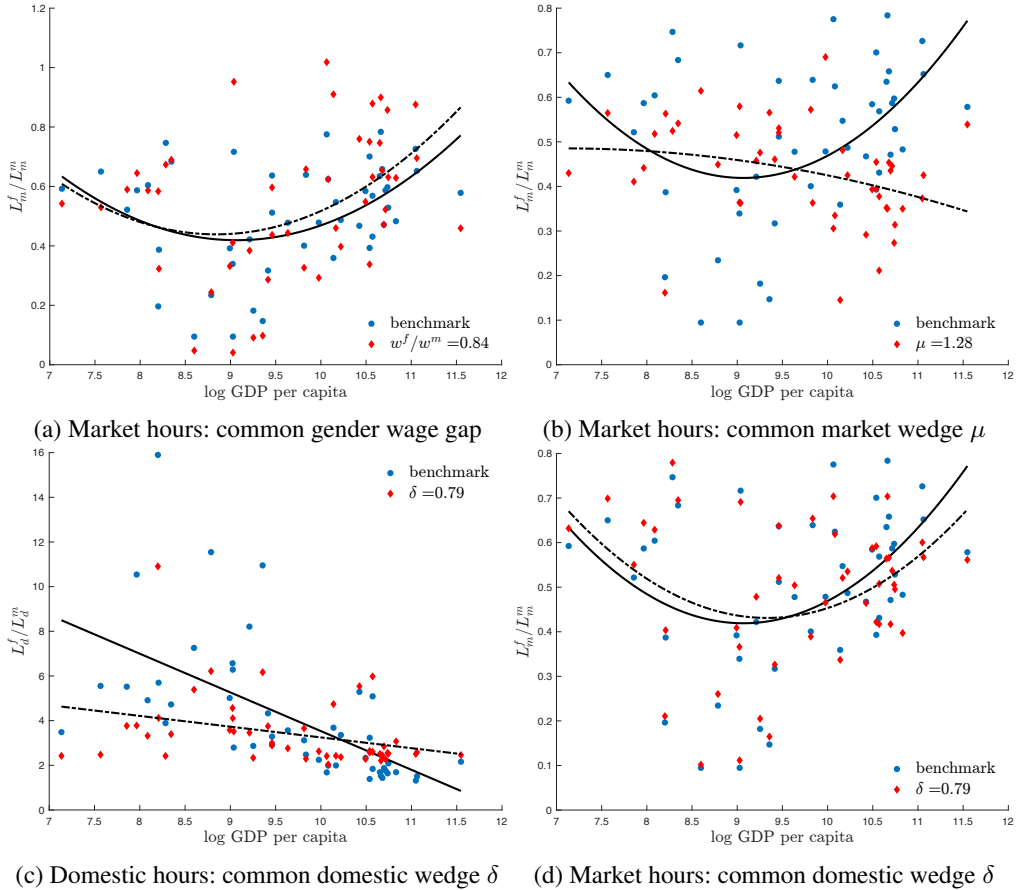 1.2
1
0.8
0.6
0.4
0.2
0
L_m^f/L_m^m
benchmark
w^f/w^m =0.84
7 7.5 8 8.5 9 9.5 10 10.5 11 11.5 12
log GDP per capita
(a) Market hours: common gender wage gap
0.8
0.7
0.6
0.5
0.4
0.3
0.2
0.1
0
L_m^f/L_m^m
benchmark
μ =1.28
7 7.5 8 8.5 9 9.5 10 10.5 11 11.5 12
log GDP per capita
(b) Market hours: common market wedge μ
16
14
12
10
8
6
4
2
0
L_d^f/L_d^m
benchmark
δ =0.79
7 7.5 8 8.5 9 9.5 10 10.5 11 11.5 12
log GDP per capita
(c) Domestic hours: common domestic wedge δ
0.8
0.7
0.6
0.5
0.4
0.3
0.2
0.1
0
L_m^f/L_m^m
benchmark
δ =0.79
7 7.5 8 8.5 9 9.5 10 10.5 11 11.5 12
log GDP per capita
(d) Market hours: common domestic wedge δ